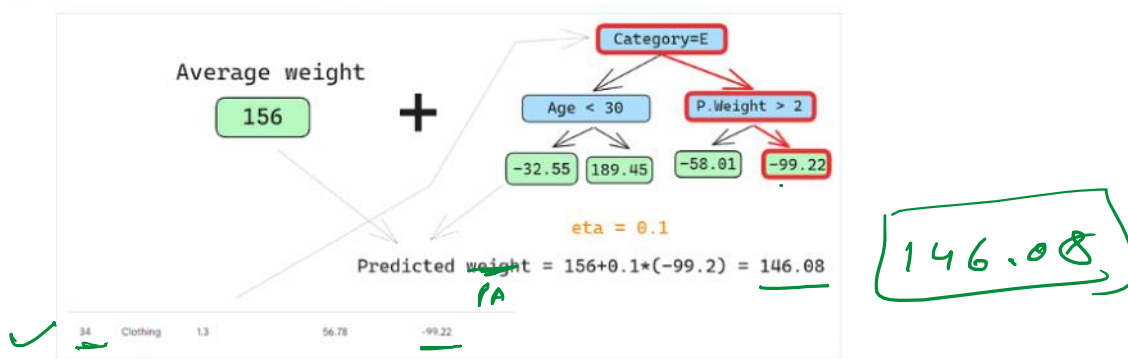 Category=E
Average weight
156
+
Age < 30
P.Weight > 2
-32.55
189.45
-58.01
-99.22
eta = 0.1
Predicted weight = 156+0.1*(-99.2) = 146.08
PA
146.08
34 Clothing 1.3 56.78 -99.22